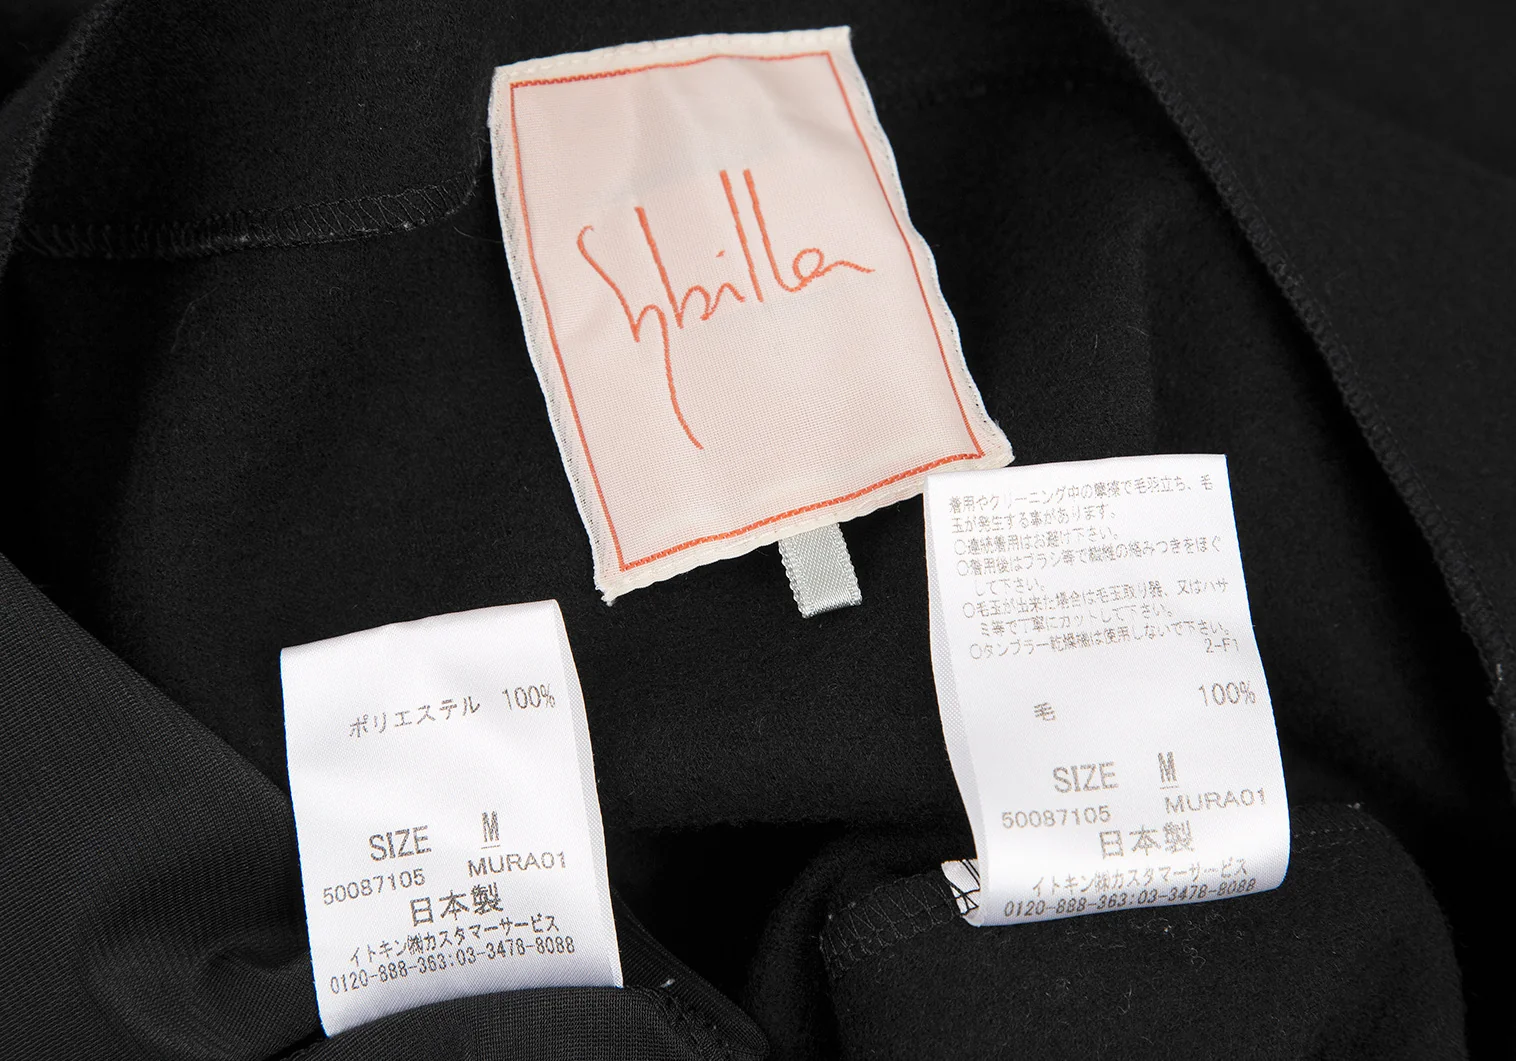 Sybilla
着用やクリーニング中の摩擦で毛羽立ち、毛
玉が発生する事があります。
○連続着用はお避け下さい。
○着用後はブラシ等で繊維の絡みつきをほぐ
して下さい。
○毛玉が出来た場合は毛玉取り器、又はハサ
ミ等で丁寧にカットして下さい。
○タンブラー乾燥機は使用しないで下さい。
2-F1
毛 100%
SIZE M
50087105 MURA01
日本製
イトキン㈱カスタマーサービス
0120-888-363:03-3478-8088
ポリエステル 100%
SIZE M
50087105 MURA01
日本製
イトキン㈱カスタマーサービス
0120-888-363:03-3478-8088